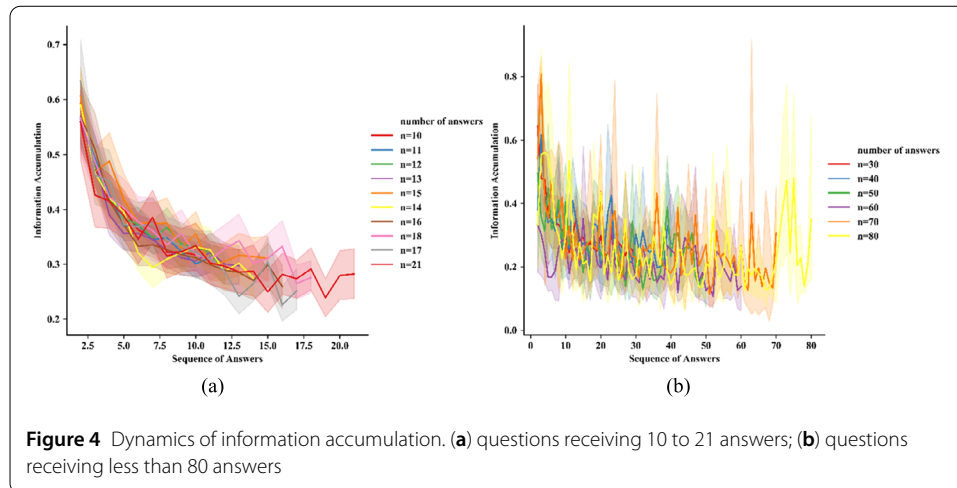 0.7
0.6
0.5
0.4
0.3
0.2
Information Accumulation
2.5 5.0 7.5 10.0 12.5 15.0 17.5 20.0
Sequence of Answers
number of answers
n=10
n=11
n=12
n=13
n=15
n=14
n=16
n=18
n=17
n=21
(a)
0.8
0.6
0.4
0.2
0.0
Information Accumulation
0 10 20 30 40 50 60 70 80
Sequence of Answers
number of answers
n=30
n=40
n=50
n=60
n=70
n=80
(b)
Figure 4 Dynamics of information accumulation. (a) questions receiving 10 to 21 answers; (b) questions
receiving less than 80 answers